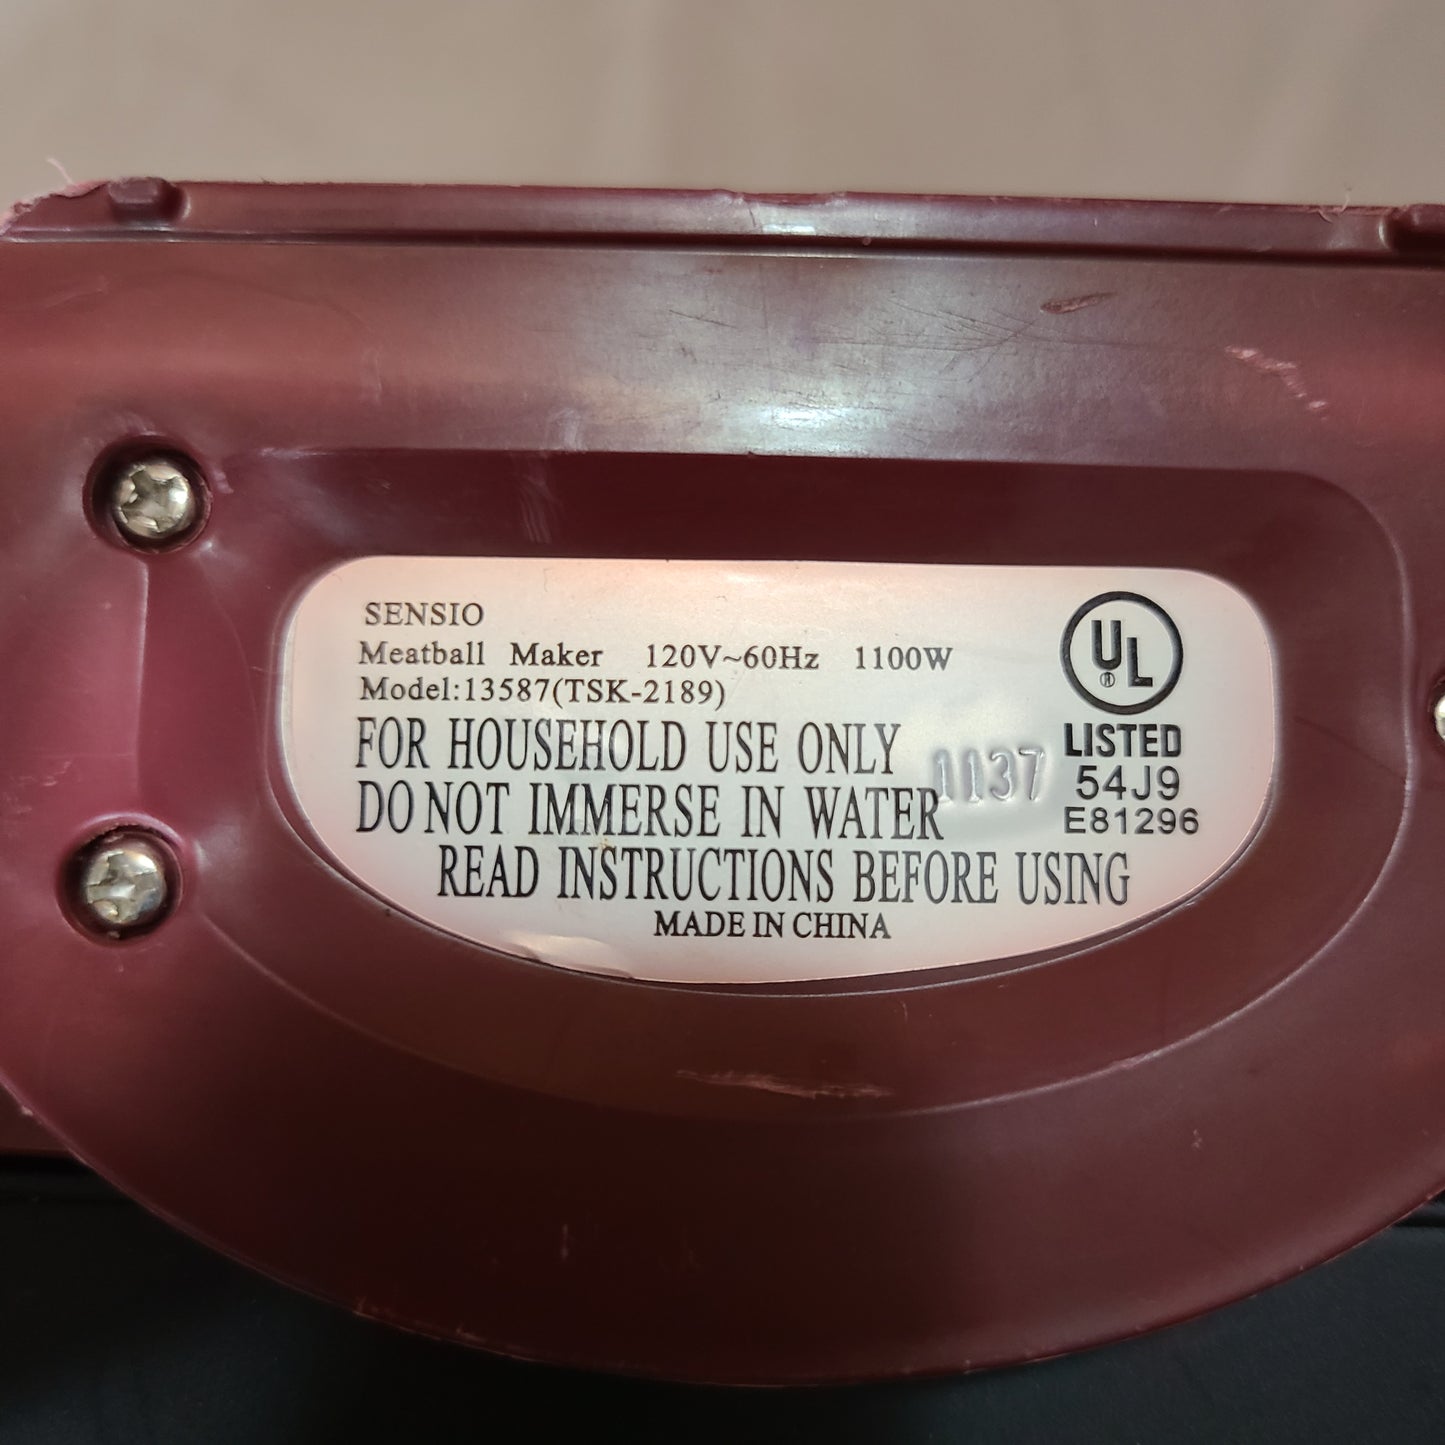 SENSIO
Meatball Maker 120V~60Hz 1100W
Model:13587(TSK-2189)
FOR HOUSEHOLD USE ONLY
DO NOT IMMERSE IN WATER
READ INSTRUCTIONS BEFORE USING
MADE IN CHINA
1137
UL
®
LISTED
54J9
E81296